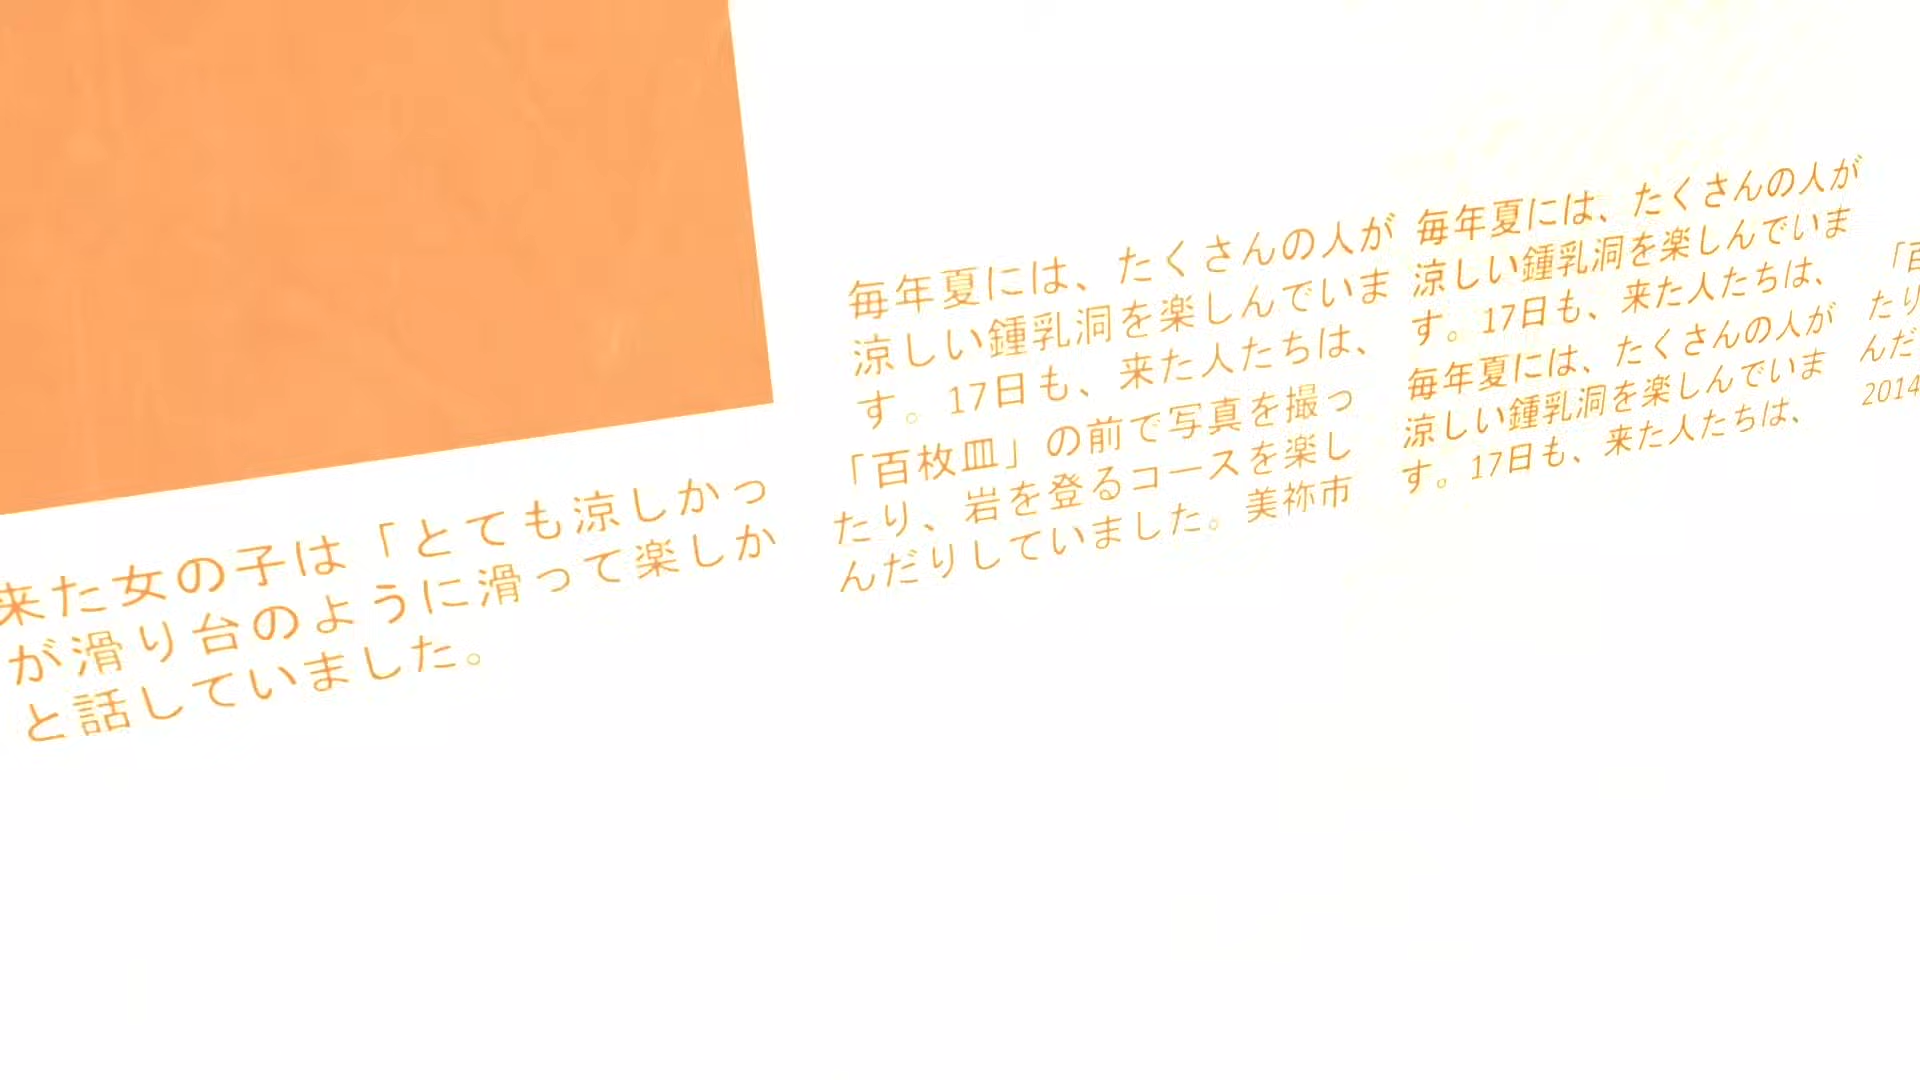 来た女の子は「とても涼しかっ
が滑り台のように滑って楽しか
と話していました。
毎年夏には、たくさんの人が
涼しい鍾乳洞を楽しんでいま
す。17日も、来た人たちは、
「百枚皿」の前で写真を撮っ
たり、岩を登るコースを楽し
んだりしていました。美祢市
毎年夏には、たくさんの人が
涼しい鍾乳洞を楽しんでいま
す。17日も、来た人たちは、
毎年夏には、たくさんの人が
涼しい鍾乳洞を楽しんでいま
す。17日も、来た人たちは、
「百
たり
んだ
2014